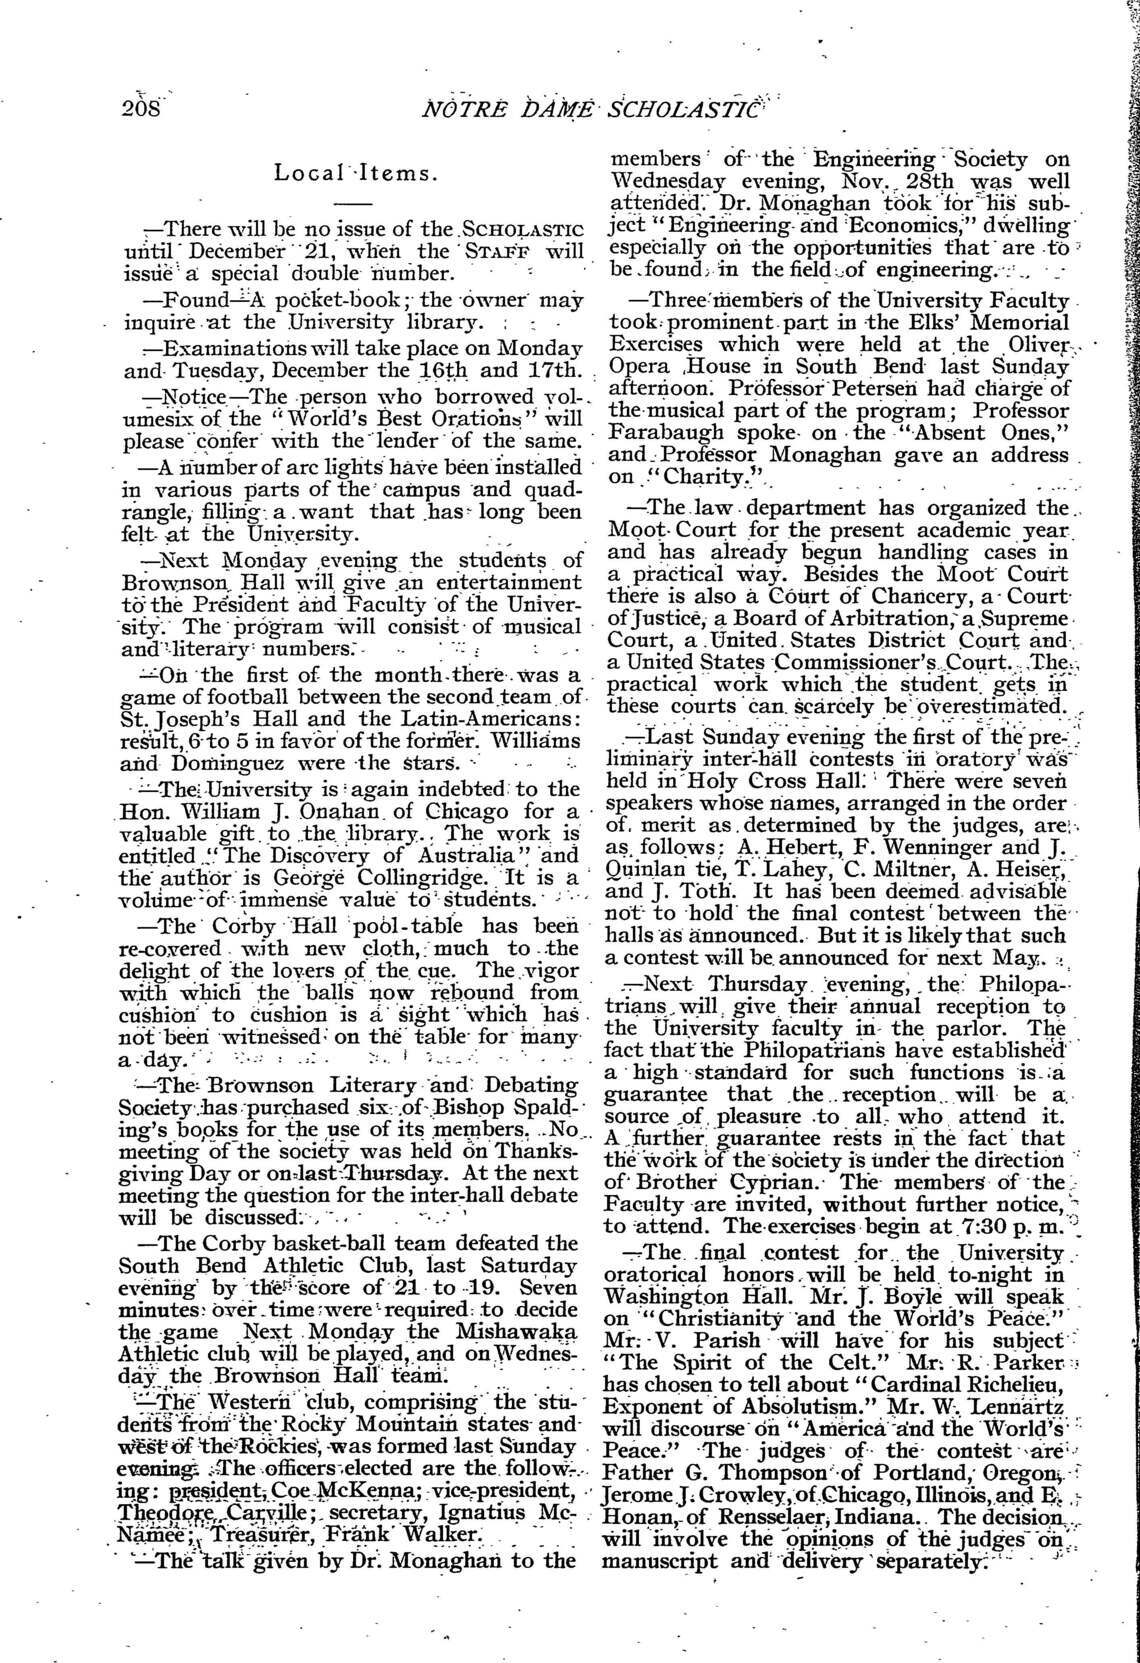 208
NOTRE DAME SCHOLASTIC
Local Items.
—There will be no issue of the SCHOLASTIC
until December 21, when the STAFF will
issue a special double number.
—Found—A pocket-book; the owner may
inquire at the University library.
—Examinations will take place on Monday
and Tuesday, December the 16th and 17th.
—Notice—The person who borrowed vol-
umesix of the "World's Best Orations" will
please confer with the lender of the same.
—A number of arc lights have been installed
in various parts of the campus and quad-
rangle, filling a want that has long been
felt at the University.
—Next Monday evening the students of
Brownson Hall will give an entertainment
to the President and Faculty of the Univer-
sity. The program will consist of musical
and literary numbers.
—On the first of the month there was a
game of football between the second team of
St. Joseph's Hall and the Latin-Americans:
result, 6 to 5 in favor of the former. Williams
and Dominguez were the stars.
—The University is again indebted to the
Hon. William J. Onahan of Chicago for a
valuable gift to the library. The work is
entitled "The Discovery of Australia" and
the author is George Collingridge. It is a
volume of immense value to students.
—The Corby Hall pool-table has been
re-covered with new cloth, much to the
delight of the lovers of the cue. The vigor
with which the balls now rebound from
cushion to cushion is a sight which has
not been witnessed on the table for many
a day.
—The Brownson Literary and Debating
Society has purchased six of Bishop Spald-
ing's books for the use of its members. No
meeting of the society was held on Thanks-
giving Day or on last Thursday. At the next
meeting the question for the inter-hall debate
will be discussed.
—The Corby basket-ball team defeated the
South Bend Athletic Club, last Saturday
evening by the score of 21 to 19. Seven
minutes over time were required to decide
the game Next Monday the Mishawaka
Athletic club will be played, and on Wednes-
day the Brownson Hall team.
—The Western club, comprising the stu-
dents from the Rocky Mountain states and
west of the Rockies, was formed last Sunday
evening. The officers elected are the follow-
ing: president, Coe McKenna; vice-president,
Theodore Carville; secretary, Ignatius Mc-
Namee; Treasurer, Frank Walker.
—The talk given by Dr. Monaghan to the
members of the Engineering Society on
Wednesday evening, Nov. 28th was well
attended. Dr. Monaghan took for his sub-
ject "Engineering and Economics," dwelling
especially on the opportunities that are to
be found in the field of engineering.
—Three members of the University Faculty
took prominent part in the Elks' Memorial
Exercises which were held at the Oliver
Opera House in South Bend last Sunday
afternoon. Professor Petersen had charge of
the musical part of the program; Professor
Farabaugh spoke on the "Absent Ones,"
and Professor Monaghan gave an address
on "Charity."
—The law department has organized the
Moot Court for the present academic year
and has already begun handling cases in
a practical way. Besides the Moot Court
there is also a Court of Chancery, a Court
of Justice, a Board of Arbitration, a Supreme
Court, a United States District Court and
a United States Commissioner's Court. The
practical work which the student gets in
these courts can scarcely be overestimated.
—Last Sunday evening the first of the pre-
liminary inter-hall contests in oratory was
held in Holy Cross Hall. There were seven
speakers whose names, arranged in the order
of merit as determined by the judges, are
as follows: A. Hebert, F. Wenninger and J.
Quinlan tie, T. Lahey, C. Miltner, A. Heiser,
and J. Toth. It has been deemed advisable
not to hold the final contest between the
halls as announced. But it is likely that such
a contest will be announced for next May.
—Next Thursday evening, the Philopa-
trians will give their annual reception to
the University faculty in the parlor. The
fact that the Philopatrians have established
a high standard for such functions is a
guarantee that the reception will be a
source of pleasure to all who attend it.
A further guarantee rests in the fact that
the work of the society is under the direction
of Brother Cyprian. The members of the
Faculty are invited, without further notice,
to attend. The exercises begin at 7:30 p. m.
—The final contest for the University
oratorical honors will be held to-night in
Washington Hall. Mr. J. Boyle will speak
on "Christianity and the World's Peace."
Mr. V. Parish will have for his subject
"The Spirit of the Celt." Mr. R. Parker
has chosen to tell about "Cardinal Richelieu,
Exponent of Absolutism." Mr. W. Lennartz
will discourse on "America and the World's
Peace." The judges of the contest are
Father G. Thompson of Portland, Oregon,
Jerome J. Crowley, of Chicago, Illinois, and E.
Honan, of Rensselaer, Indiana. The decision
will involve the opinions of the judges on
manuscript and delivery separately.